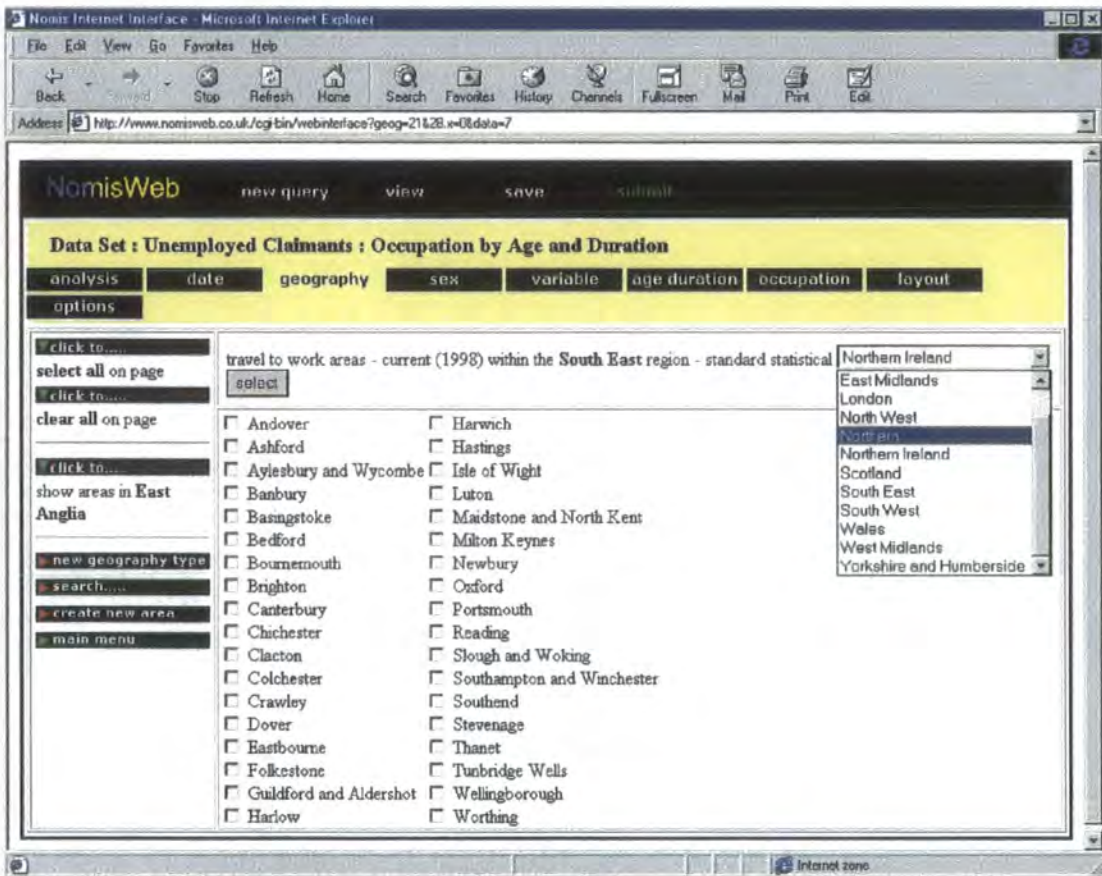 Nomis Internet Interface - Microsoft Internet Explorer
File Edit View Go Favorites Help
Back Forward Stop Refresh Home Search Favorites History Channels Fullscreen Mail Print Edit
Address http://www.nomisweb.co.uk/cgi-bin/webinterface?geog=21&28.x=0&data=7
NomisWeb new query view save submit
Data Set : Unemployed Claimants : Occupation by Age and Duration
analysis date geography sex variable age duration occupation layout
options
click to.....
select all on page
click to.....
clear all on page
click to.....
show areas in East
Anglia
new geography type
search.....
create new area
main menu
travel to work areas - current (1998) within the South East region - standard statistical Northern Ireland
select
East Midlands
London
North West
Northern
Northern Ireland
Scotland
South East
South West
Wales
West Midlands
Yorkshire and Humberside
Andover Harwich
Ashford Hastings
Aylesbury and Wycombe Isle of Wight
Banbury Luton
Basingstoke Maidstone and North Kent
Bedford Milton Keynes
Bournemouth Newbury
Brighton Oxford
Canterbury Portsmouth
Chichester Reading
Clacton Slough and Woking
Colchester Southampton and Winchester
Crawley Southend
Dover Stevenage
Eastbourne Thanet
Folkestone Tunbridge Wells
Guildford and Aldershot Wellingborough
Harlow Worthing
Internet zone